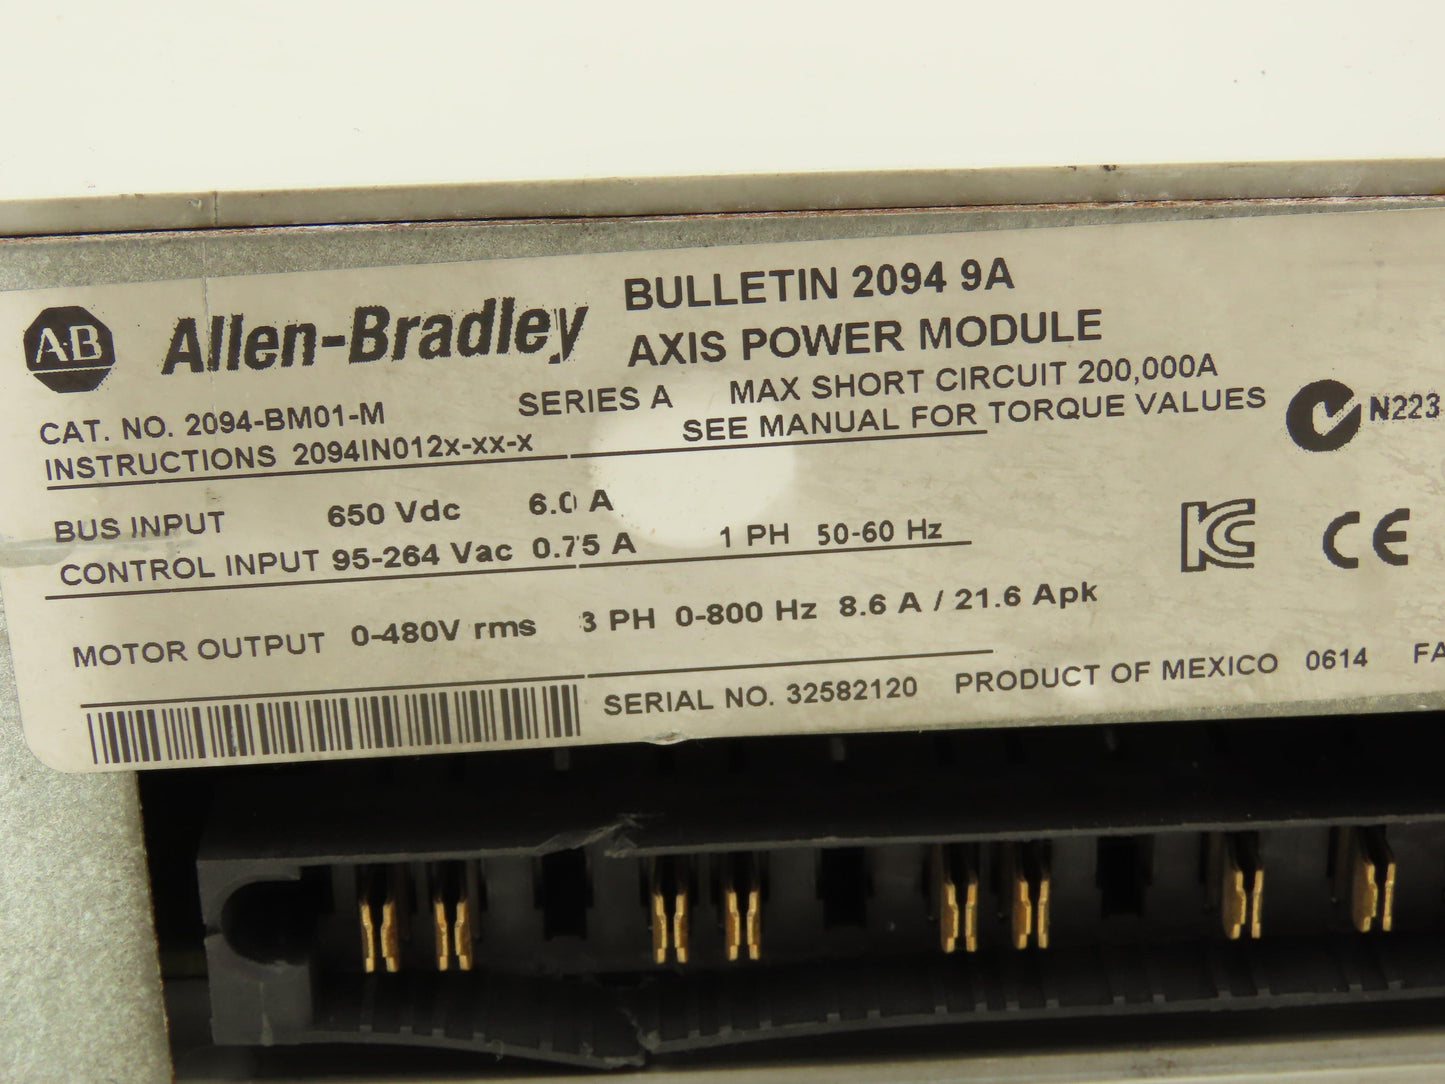 A-B Allen-Bradley BULLETIN 2094 9A
AXIS POWER MODULE
CAT. NO. 2094-BM01-M SERIES A MAX SHORT CIRCUIT 200,000A
INSTRUCTIONS 2094IN012x-xx-x SEE MANUAL FOR TORQUE VALUES
N223
BUS INPUT 650 Vdc 6.0 A
CONTROL INPUT 95-264 Vac 0.75 A 1 PH 50-60 Hz
KC CE
MOTOR OUTPUT 0-480V rms 3 PH 0-800 Hz 8.6 A / 21.6 Apk
SERIAL NO. 32582120 PRODUCT OF MEXICO 0614 FA